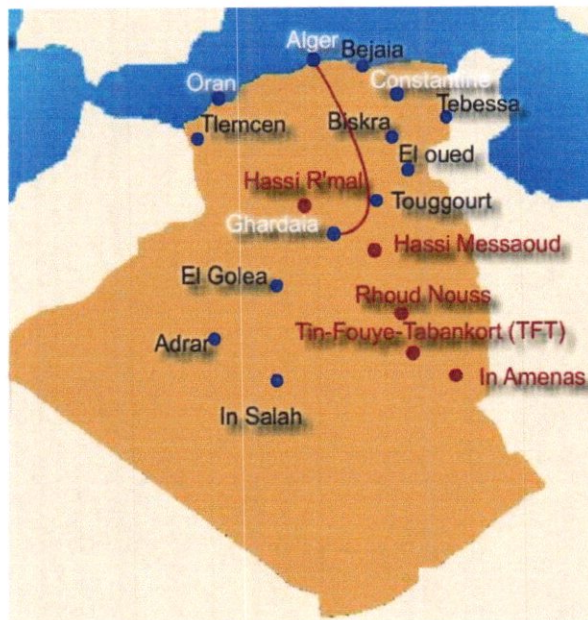 Alger
Bejaia
Oran
Constantine
Tebessa
Tlemcen
Biskra
El oued
Hassi R'mal
Touggourt
Ghardaia
Hassi Messaoud
El Golea
Rhoud Nouss
Tin-Fouye-Tabankort (TFT)
Adrar
In Amenas
In Salah